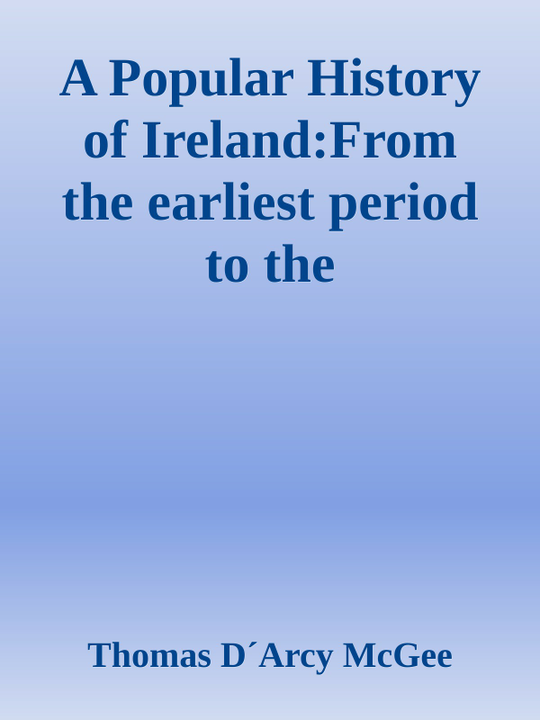 A Popular History
of Ireland:From
the earliest period
to the
Thomas D´Arcy McGee